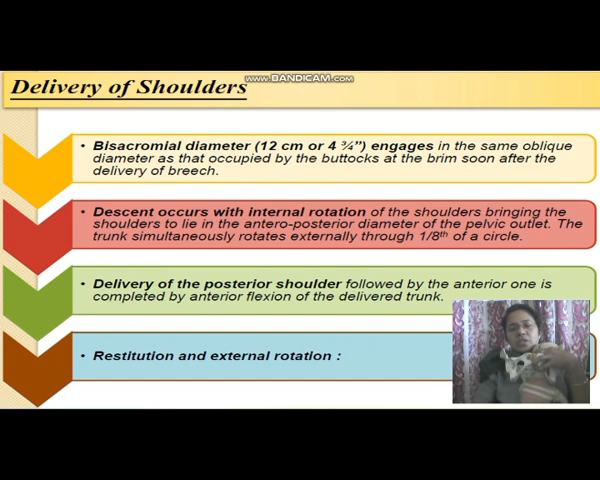 www.BANDICAM.com
Delivery of Shoulders
• Bisacromial diameter (12 cm or 4 ¾”) engages in the same oblique
diameter as that occupied by the buttocks at the brim soon after the
delivery of breech.
• Descent occurs with internal rotation of the shoulders bringing the
shoulders to lie in the antero-posterior diameter of the pelvic outlet. The
trunk simultaneously rotates externally through 1/8th of a circle.
• Delivery of the posterior shoulder followed by the anterior one is
completed by anterior flexion of the delivered trunk.
• Restitution and external rotation :